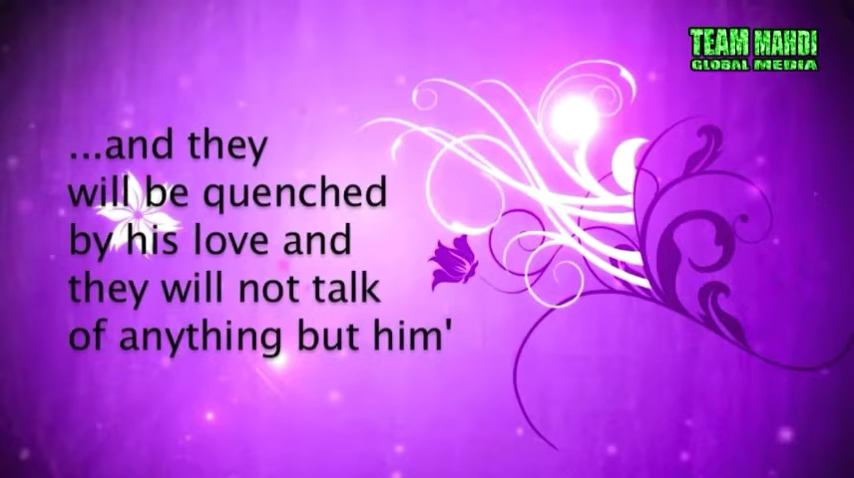 TEAM MAHDI
GLOBAL MEDIA
...and they
will be quenched
by his love and
they will not talk
of anything but him'